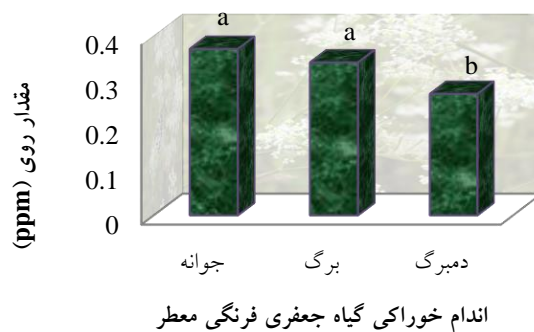 a
a
b
0.4
0.3
0.2
0.1
0
مقدار روی (ppm)
جوانه
برگ
دمبرگ
اندام خوراکی گیاه جعفری فرنگی معطر